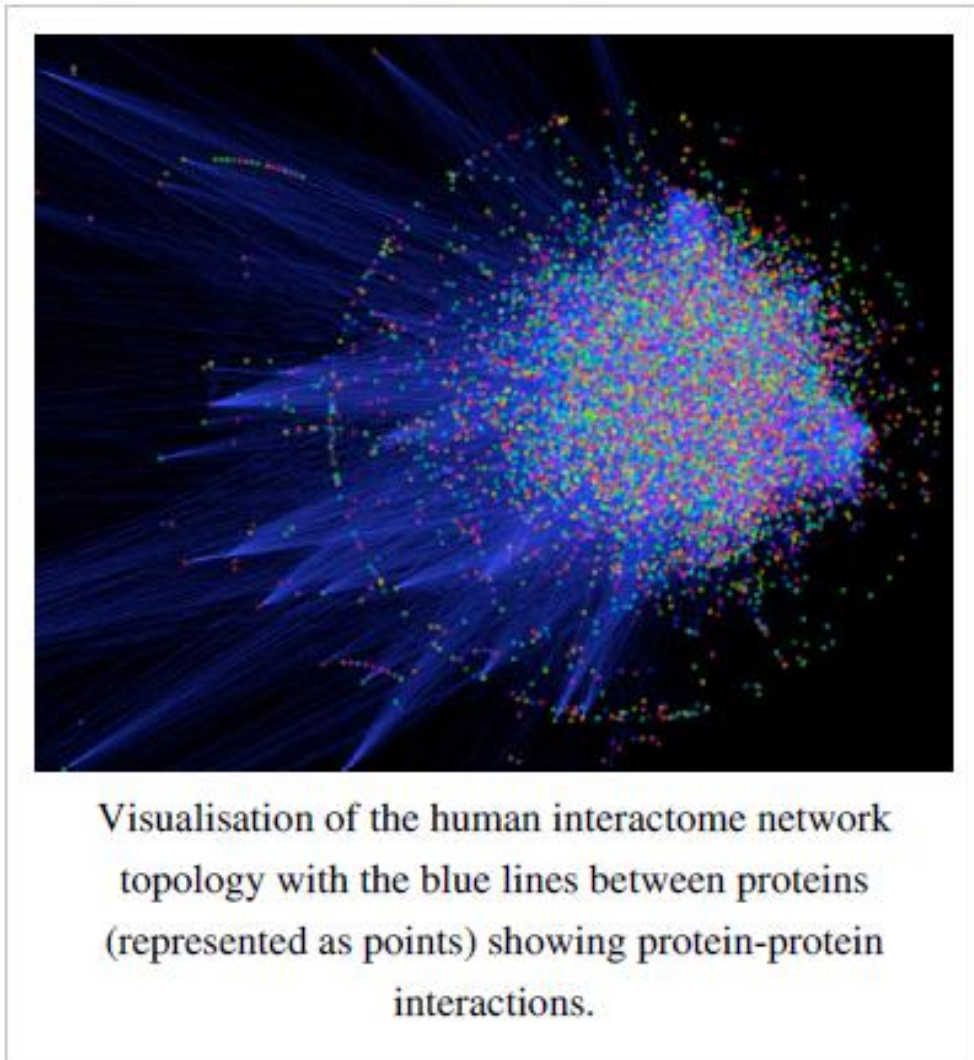 Visualisation of the human interactome network
topology with the blue lines between proteins
(represented as points) showing protein-protein
interactions.